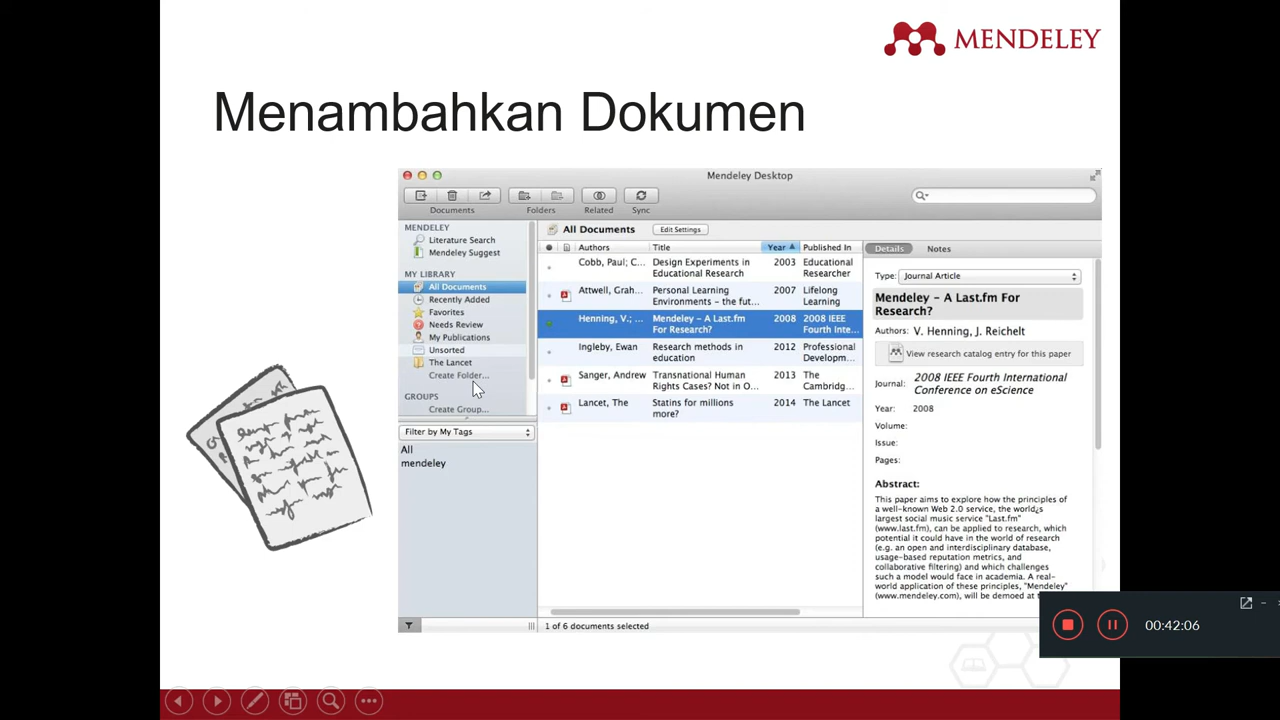 MENDELEY
Menambahkan Dokumen
Mendeley Desktop
Documents
Folders
Related
Sync
MENDELEY
Literature Search
Mendeley Suggest
MY LIBRARY
All Documents
Recently Added
Favorites
Needs Review
My Publications
Unsorted
The Lancet
Create Folder...
GROUPS
Create Group...
Filter by My Tags
All
mendeley
All Documents
Edit Settings
Authors Title Year Published In
Cobb, Paul; C... Design Experiments in 2003 Educational
Educational Research Researcher
Attwell, Grah... Personal Learning 2007 Lifelong
Environments – the fut... Learning
Henning, V.; ... Mendeley – A Last.fm 2008 2008 IEEE
For Research? Fourth Inte...
Ingleby, Ewan Research methods in 2012 Professional
education Developm...
Sanger, Andrew Transnational Human 2013 The
Rights Cases? Not in O... Cambridg...
Lancet, The Statins for millions 2014 The Lancet
more?
1 of 6 documents selected
Details Notes
Type: Journal Article
Mendeley – A Last.fm For
Research?
Authors: V. Henning, J. Reichelt
View research catalog entry for this paper
Journal: 2008 IEEE Fourth International
Conference on eScience
Year: 2008
Volume:
Issue:
Pages:
Abstract:
This paper aims to explore how the principles of
a well-known Web 2.0 service, the world¿s
largest social music service "Last.fm"
(www.last.fm), can be applied to research, which
potential it could have in the world of research
(e.g. an open and interdisciplinary database,
usage-based reputation metrics, and
collaborative filtering) and which challenges
such a model would face in academia. A real-
world application of these principles, "Mendeley"
(www.mendeley.com), will be demoed at
00:42:06